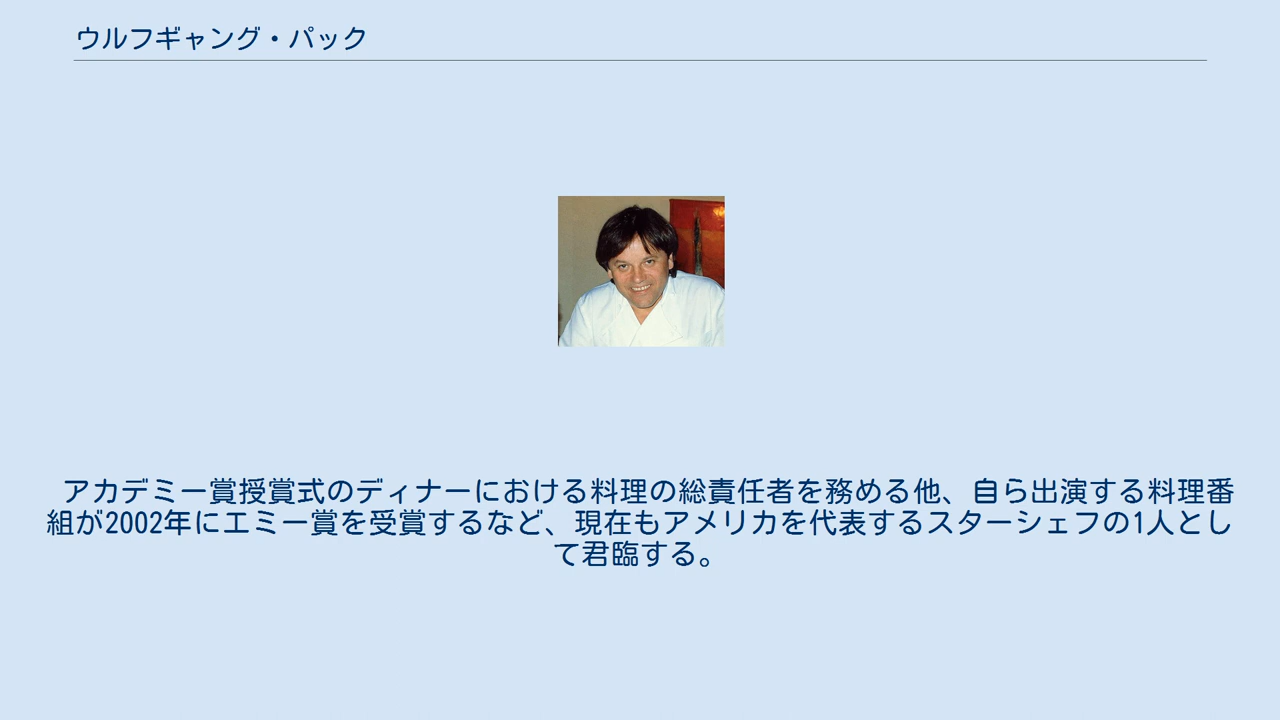 ウルフギャング・パック
アカデミー賞授賞式のディナーにおける料理の総責任者を務める他、自ら出演する料理番
組が2002年にエミー賞を受賞するなど、現在もアメリカを代表するスターシェフの1人とし
て君臨する。